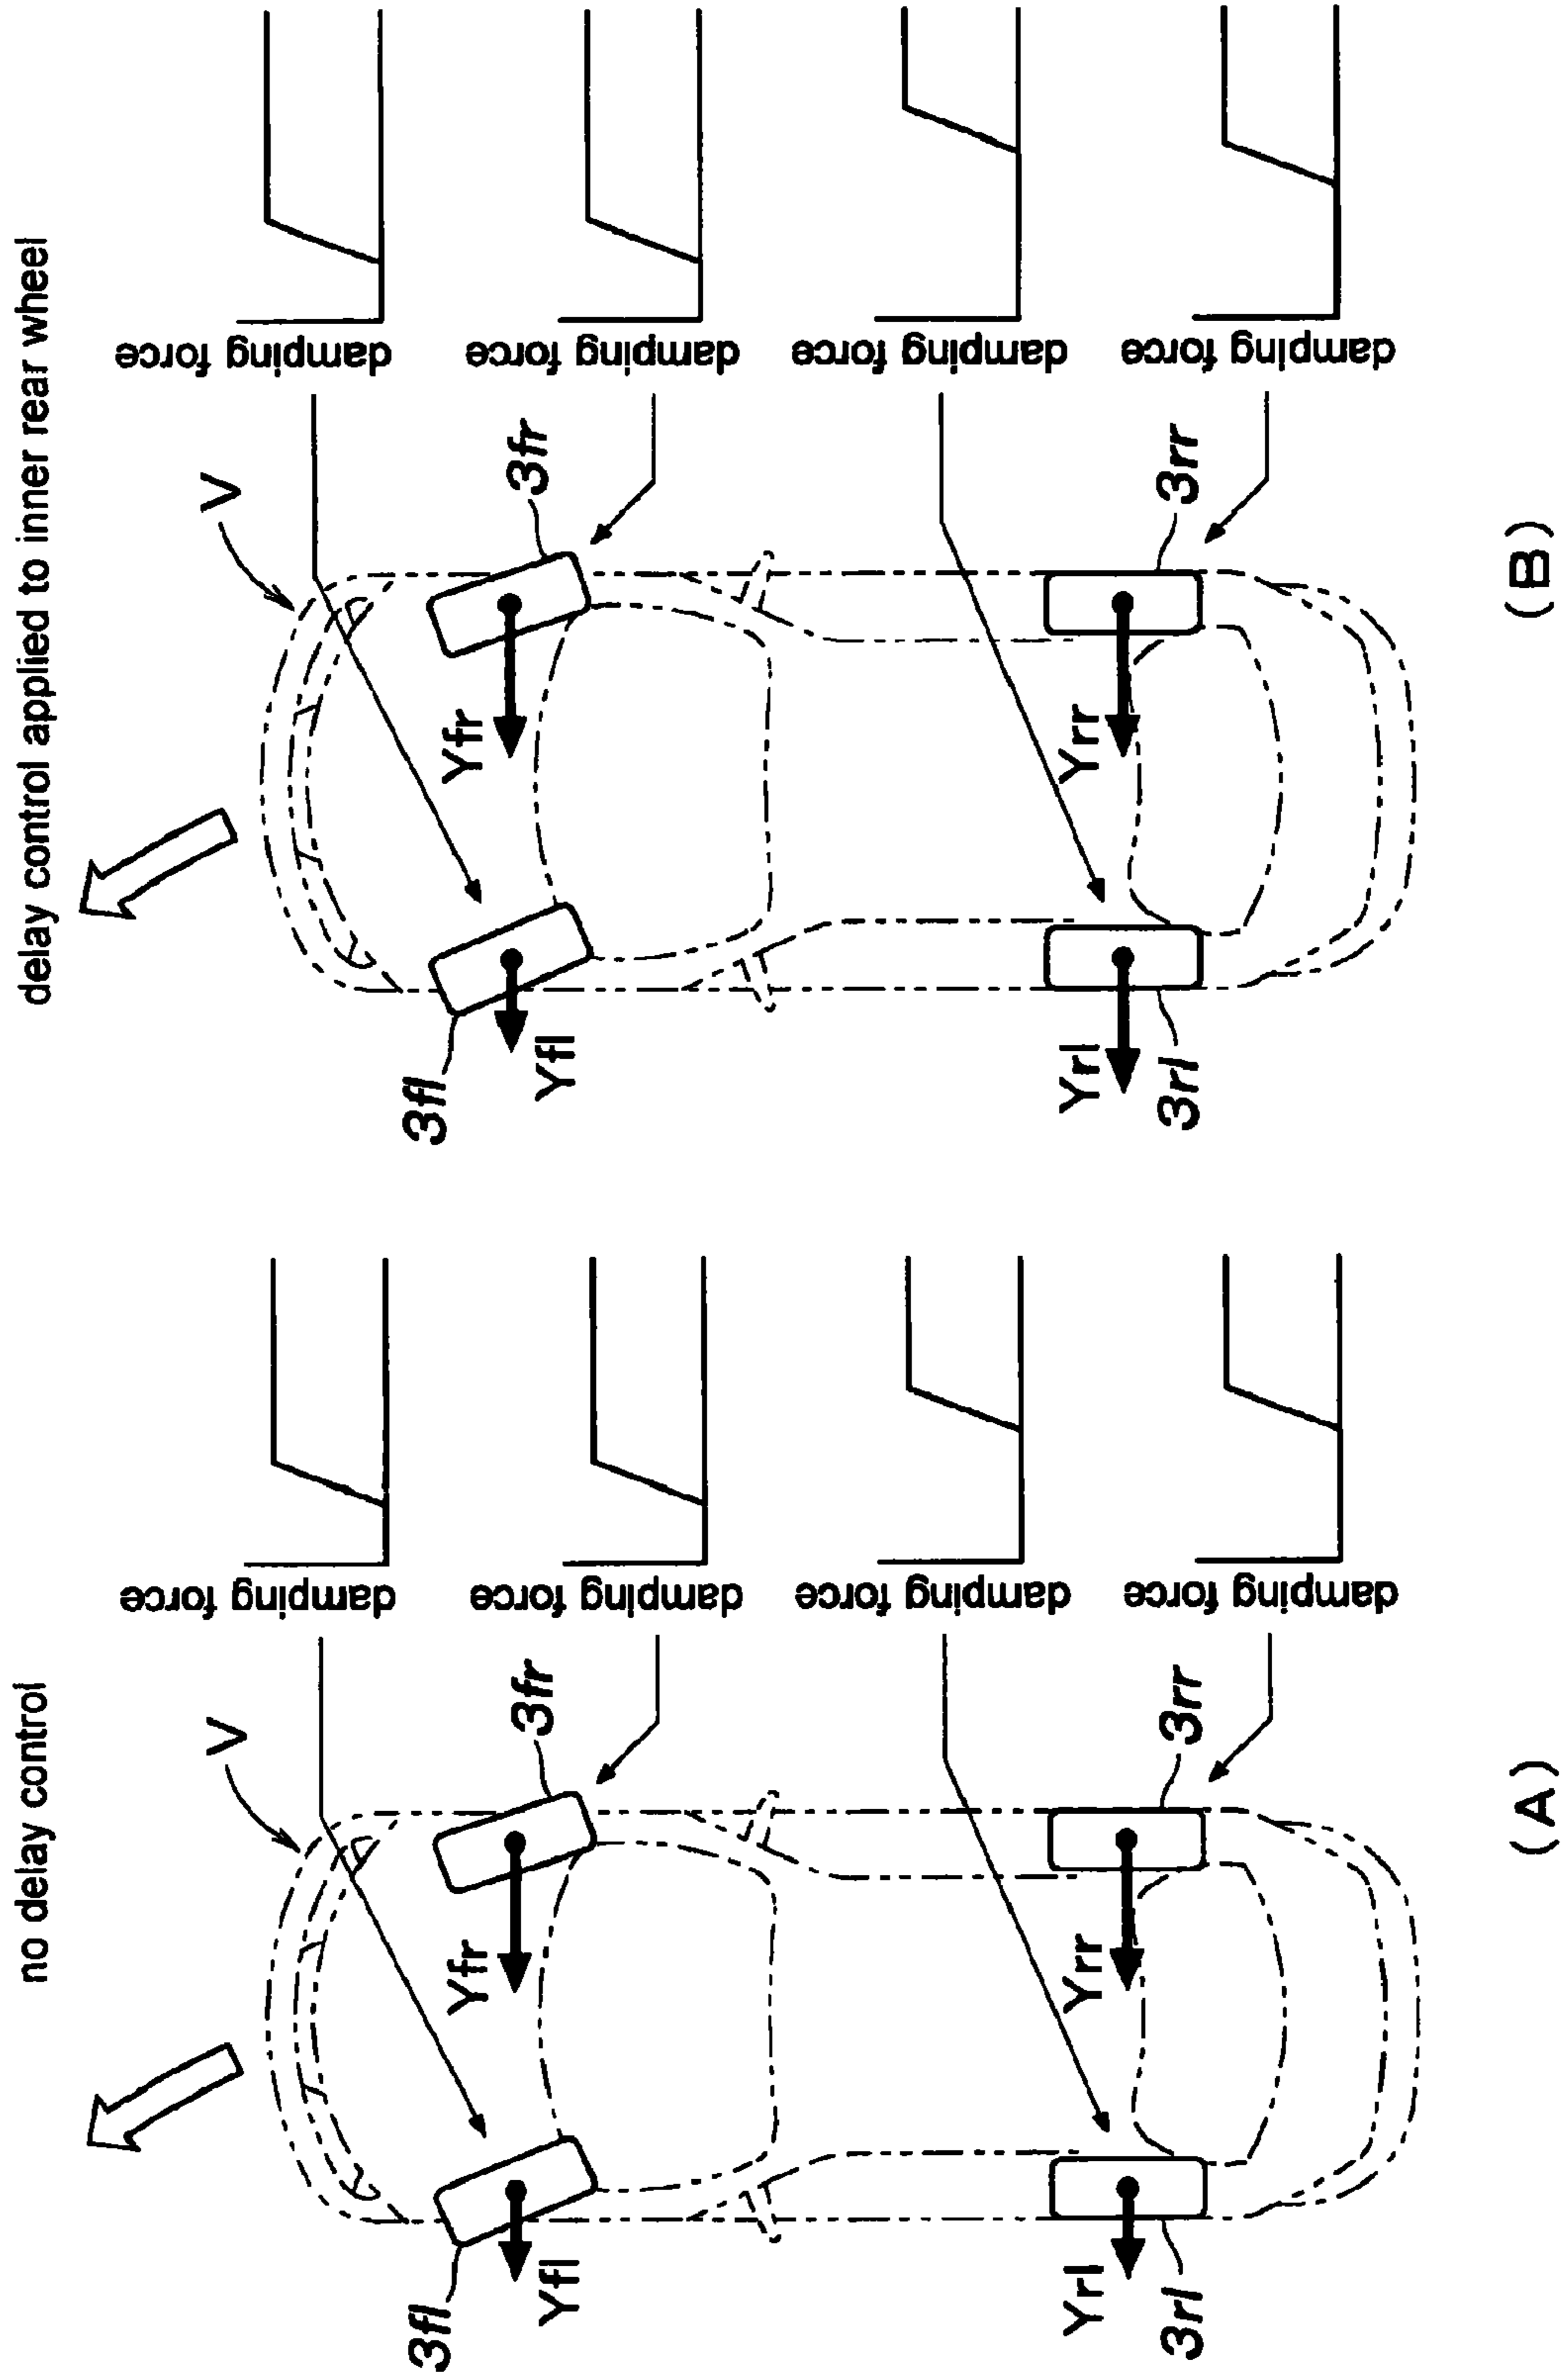 no delay control
V
damping force
3fr
damping force
Yfr
3fl
Yfl
damping force
3rr
damping force
Yrr
Yrl
3rl
(A)
delay control applied to inner rear wheel
V
damping force
3fr
damping force
Yfr
3fl
Yfl
damping force
3rr
damping force
Yrr
Yrl
3rl
(B)